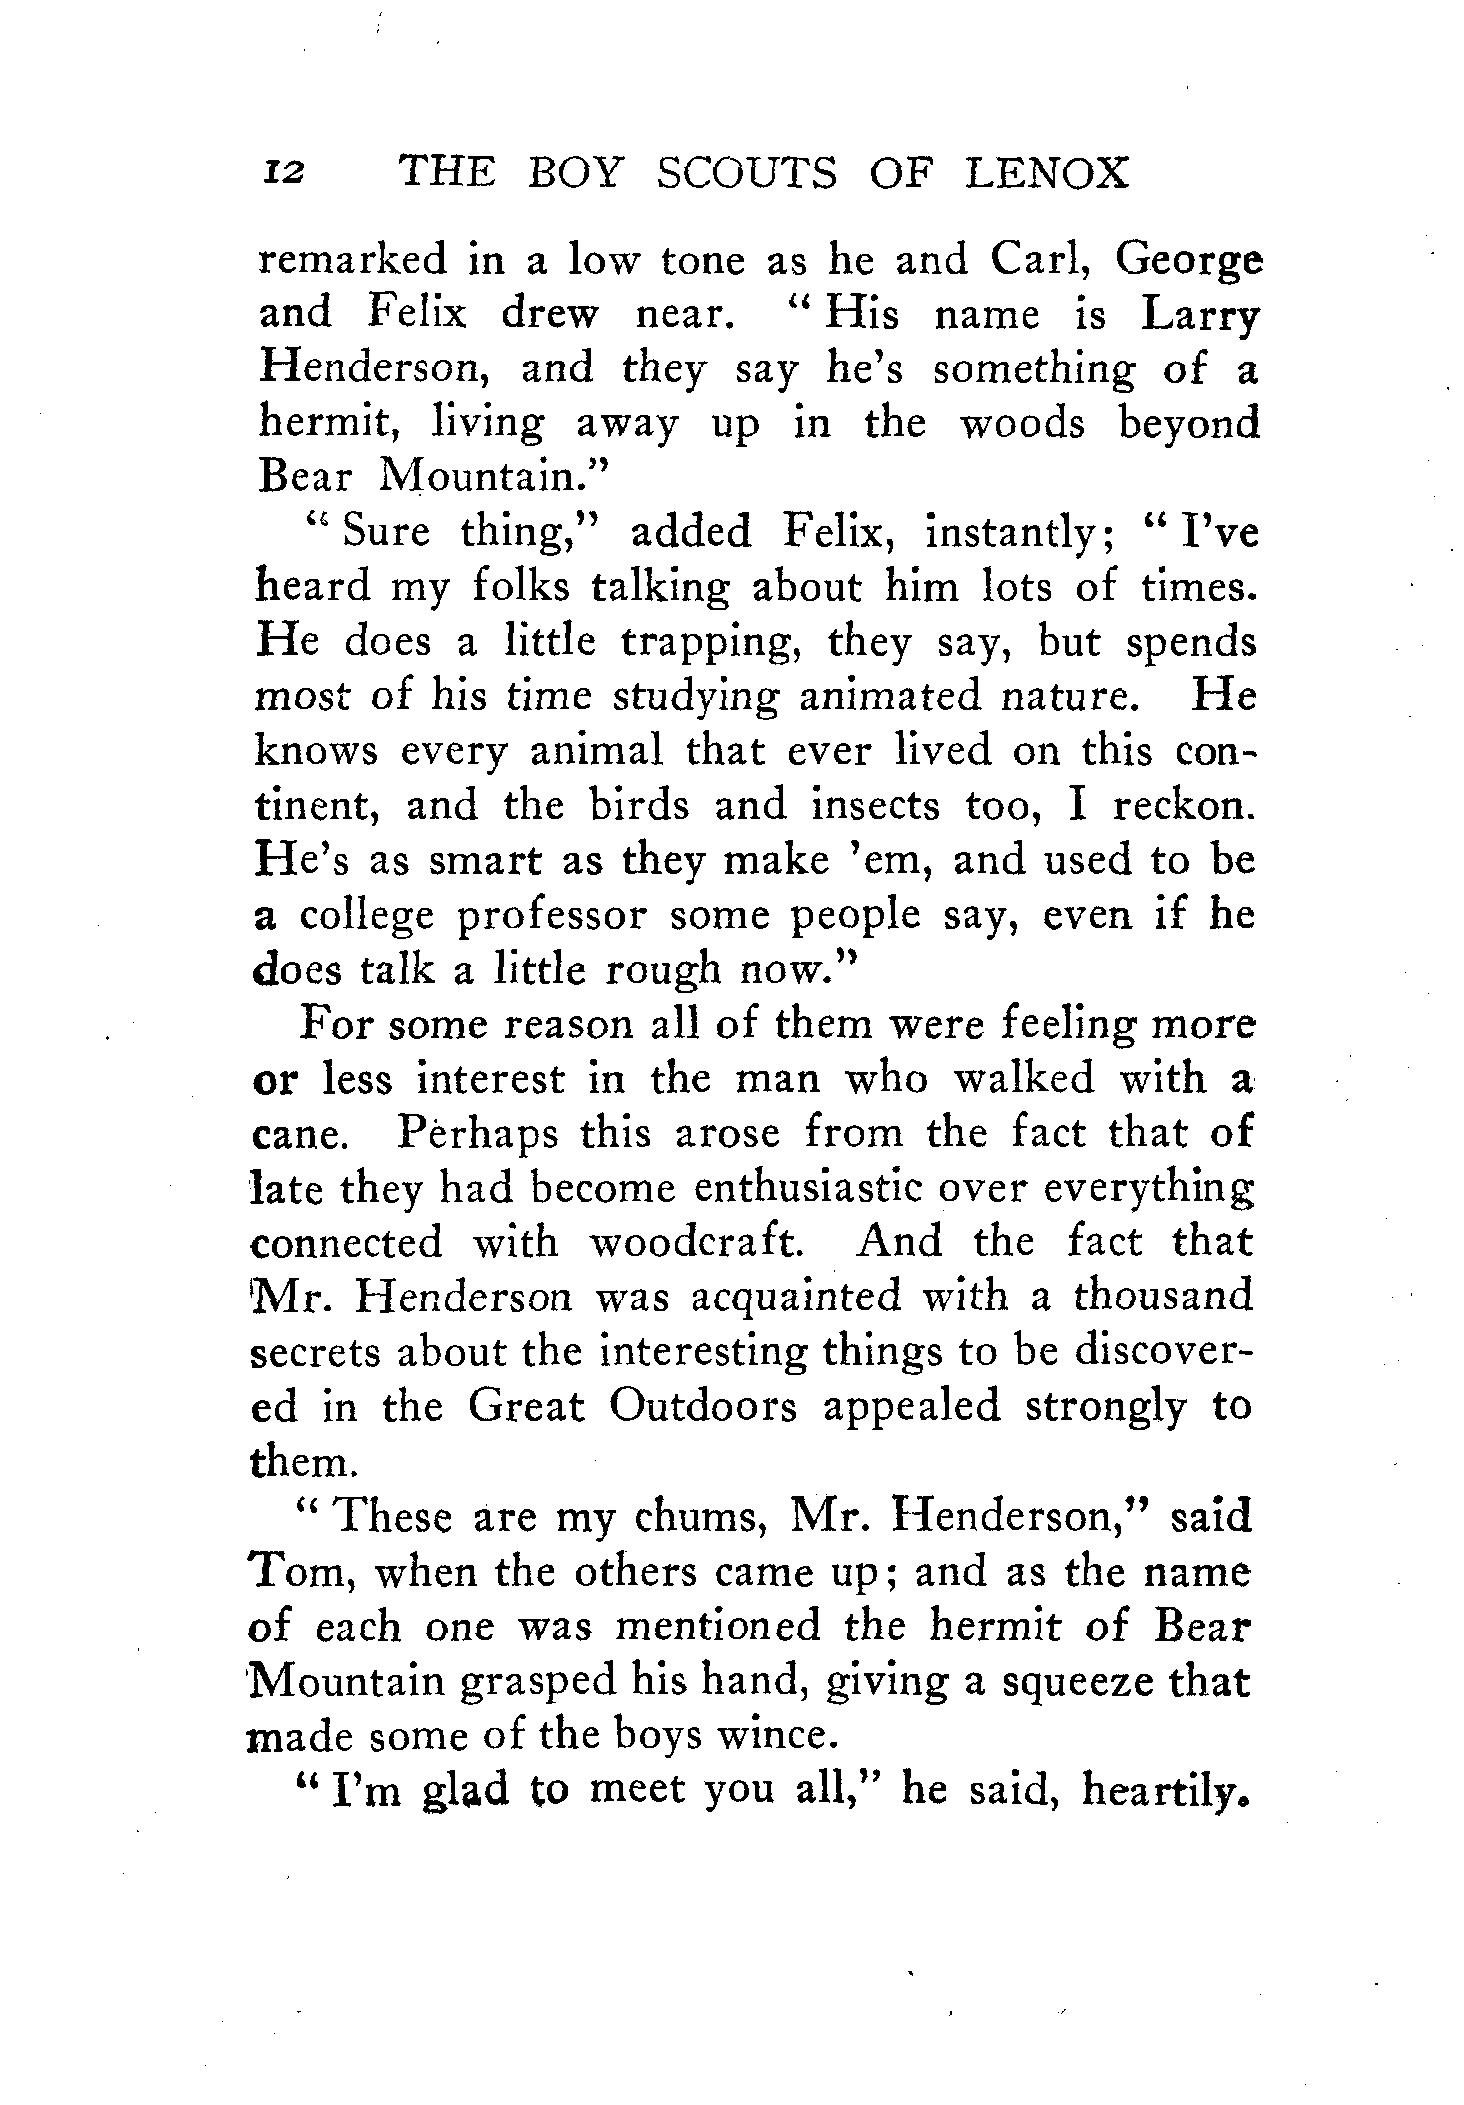 12 THE BOY SCOUTS OF LENOX
remarked in a low tone as he and Carl, George
and Felix drew near. " His name is Larry
Henderson, and they say he's something of a
hermit, living away up in the woods beyond
Bear Mountain."
" Sure thing," added Felix, instantly; " I've
heard my folks talking about him lots of times.
He does a little trapping, they say, but spends
most of his time studying animated nature. He
knows every animal that ever lived on this con-
tinent, and the birds and insects too, I reckon.
He's as smart as they make 'em, and used to be
a college professor some people say, even if he
does talk a little rough now."
For some reason all of them were feeling more
or less interest in the man who walked with a
cane. Perhaps this arose from the fact that of
late they had become enthusiastic over everything
connected with woodcraft. And the fact that
Mr. Henderson was acquainted with a thousand
secrets about the interesting things to be discover-
ed in the Great Outdoors appealed strongly to
them.
" These are my chums, Mr. Henderson," said
Tom, when the others came up; and as the name
of each one was mentioned the hermit of Bear
Mountain grasped his hand, giving a squeeze that
made some of the boys wince.
" I'm glad to meet you all," he said, heartily.